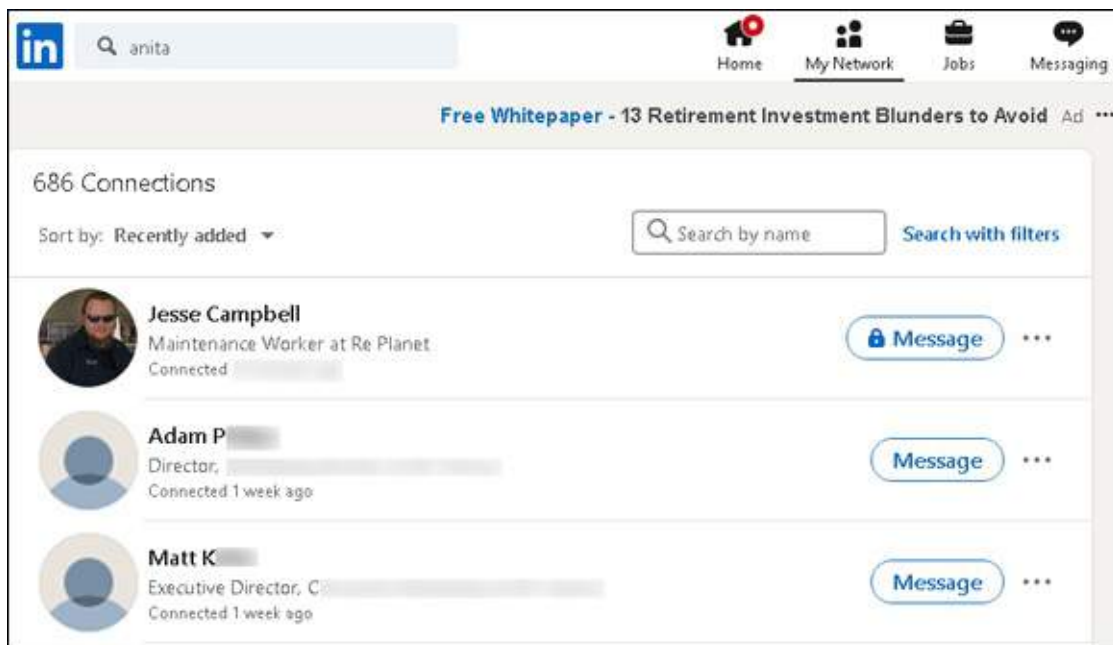 in anita
Home My Network Jobs Messaging
Free Whitepaper - 13 Retirement Investment Blunders to Avoid Ad
686 Connections
Sort by: Recently added Search by name Search with filters
Jesse Campbell
Maintenance Worker at Re Planet
Connected
Message
Adam P
Director,
Connected 1 week ago
Message
Matt K
Executive Director, C
Connected 1 week ago
Message